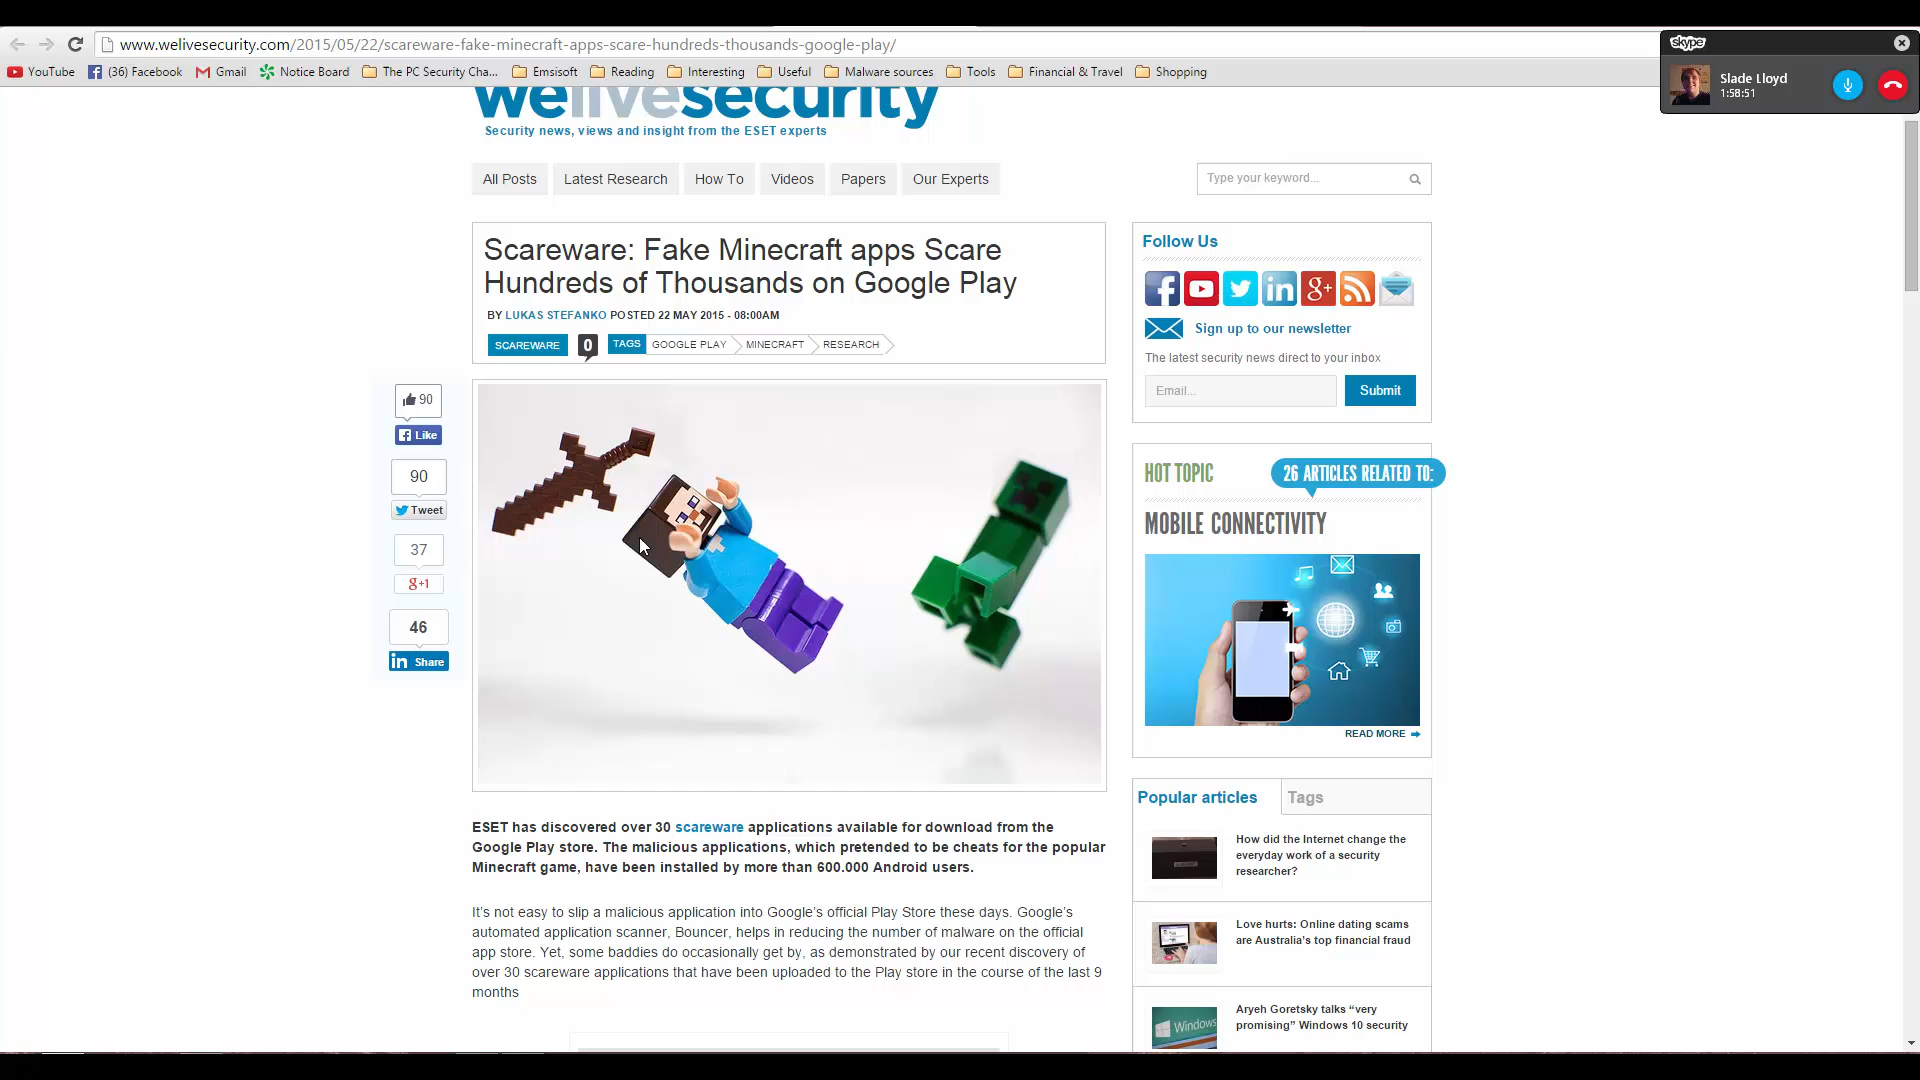 www.welivesecurity.com/2015/05/22/scareware-fake-minecraft-apps-scare-hundreds-thousands-google-play/
YouTube
(36) Facebook
Gmail
Notice Board
The PC Security Cha...
Emsisoft
Reading
Interesting
Useful
Malware sources
Tools
Financial & Travel
Shopping
skype
Slade Lloyd
1:58:51
welivesecurity
Security news, views and insight from the ESET experts
All Posts
Latest Research
How To
Videos
Papers
Our Experts
Type your keyword...
Scareware: Fake Minecraft apps Scare
Hundreds of Thousands on Google Play
BY LUKAS STEFANKO POSTED 22 MAY 2015 - 08:00AM
SCAREWARE
0
TAGS
GOOGLE PLAY
MINECRAFT
RESEARCH
90
Like
90
Tweet
37
g+1
46
in Share
ESET has discovered over 30 scareware applications available for download from the
Google Play store. The malicious applications, which pretended to be cheats for the popular
Minecraft game, have been installed by more than 600.000 Android users.
It's not easy to slip a malicious application into Google's official Play Store these days. Google's
automated application scanner, Bouncer, helps in reducing the number of malware on the official
app store. Yet, some baddies do occasionally get by, as demonstrated by our recent discovery of
over 30 scareware applications that have been uploaded to the Play store in the course of the last 9
months
Follow Us
Sign up to our newsletter
The latest security news direct to your inbox
Email...
Submit
HOT TOPIC
26 ARTICLES RELATED TO:
MOBILE CONNECTIVITY
READ MORE
Popular articles
Tags
How did the Internet change the
everyday work of a security
researcher?
Love hurts: Online dating scams
are Australia's top financial fraud
Windows
Aryeh Goretsky talks “very
promising” Windows 10 security